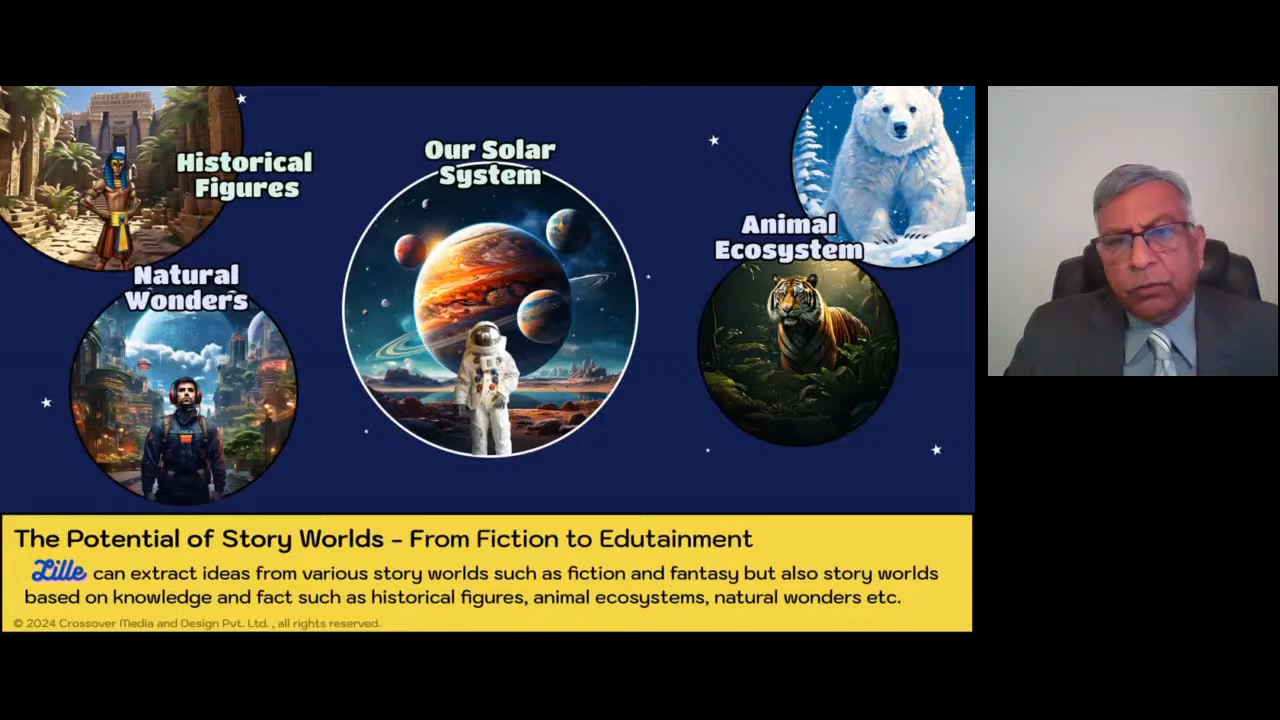 Historical
Figures
Our Solar
System
Animal
Ecosystem
Natural
Wonders
The Potential of Story Worlds - From Fiction to Edutainment
Lille can extract ideas from various story worlds such as fiction and fantasy but also story worlds
based on knowledge and fact such as historical figures, animal ecosystems, natural wonders etc.
© 2024 Crossover Media and Design Pvt. Ltd. , all rights reserved.